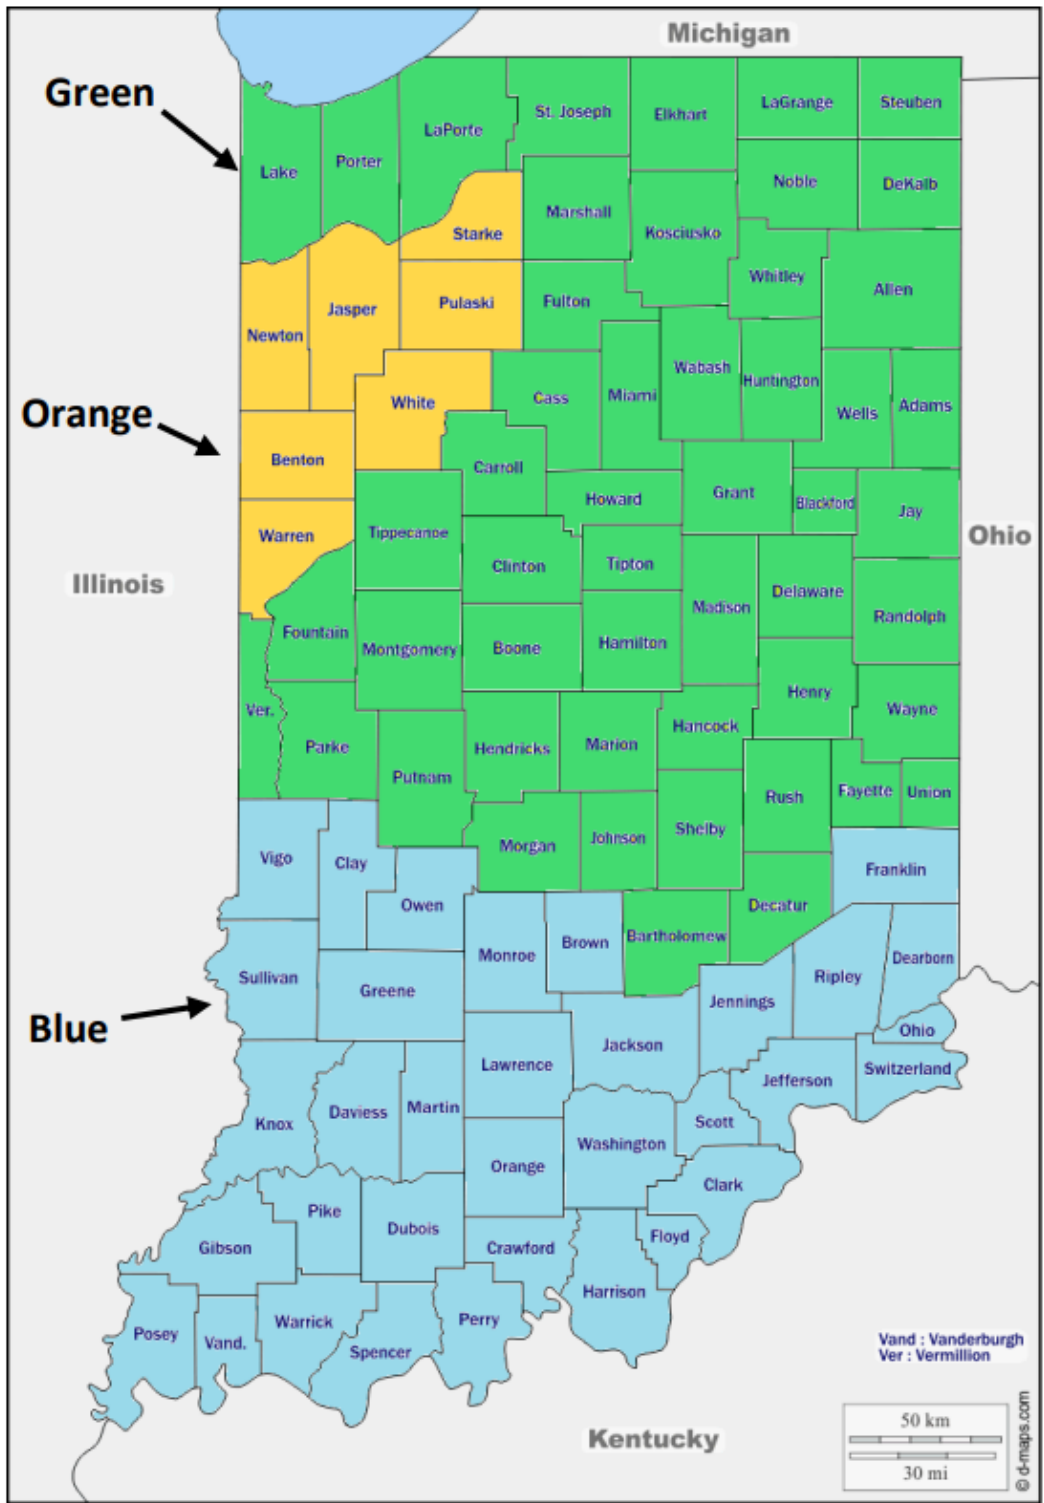 Michigan
Green
St. Joseph
Elkhart
LaGrange
Steuben
LaPorte
Lake
Porter
Noble
DeKalb
Marshall
Starke
Kosciusko
Whitley
Allen
Jasper
Pulaski
Fulton
Newton
Wabash
Huntington
Orange
White
Cass
Miami
Wells
Adams
Benton
Carroll
Howard
Grant
Blackford
Jay
Warren
Tippecanoe
Ohio
Clinton
Tipton
Illinois
Delaware
Madison
Randolph
Fountain
Montgomery
Boone
Hamilton
Henry
Ver.
Wayne
Parke
Hendricks
Marion
Hancock
Putnam
Rush
Fayette
Union
Morgan
Johnson
Shelby
Vigo
Clay
Franklin
Owen
Decatur
Brown
Bartholomew
Monroe
Dearborn
Sullivan
Greene
Ripley
Jennings
Blue
Ohio
Jackson
Lawrence
Switzerland
Jefferson
Daviess
Martin
Knox
Scott
Washington
Orange
Clark
Pike
Dubois
Floyd
Gibson
Crawford
Harrison
Warrick
Perry
Posey
Vand.
Spencer
Vand : Vanderburgh
Ver : Vermillion
Kentucky
50 km
30 mi
© d-maps.com